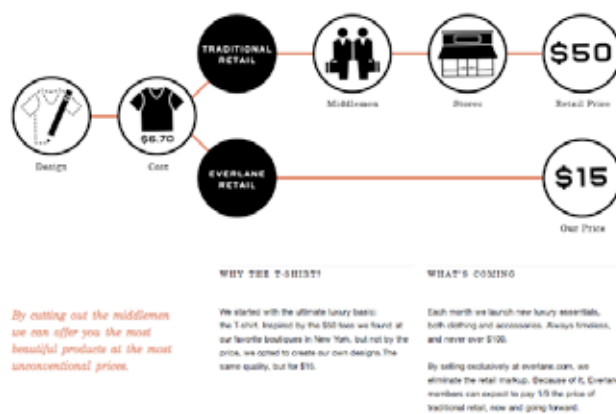 TRADITIONAL
RETAIL
$50
Middlemen
Stores
Retail Price
$6.70
Design
Cost
EVERLANE
RETAIL
$15
Our Price
WHY THE T-SHIRT?
We started with the ultimate luxury basic:
the T-shirt. Inspired by the $50 tees we found at
our favorite boutiques in New York, but not by the
price, we opted to create our own designs. The
same quality, but for $15.
WHAT'S COMING
Each month we launch new luxury essentials,
both clothing and accessories. Always timeless,
and never over $100.
By selling exclusively at everlane.com, we
eliminate the retail markup. Because of it, Everlane
members can expect to pay 1/3 the price of
traditional retail, now and going forward.
By cutting out the middlemen
we can offer you the most
beautiful products at the most
unconventional prices.